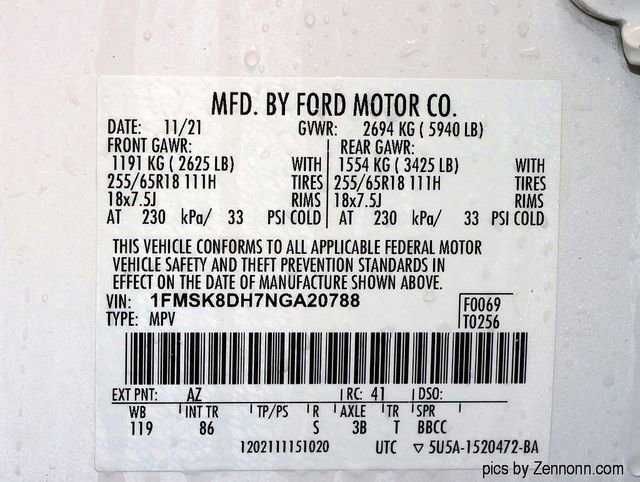 MFD. BY FORD MOTOR CO.
DATE: 11/21 GVWR: 2694 KG ( 5940 LB)
FRONT GAWR: REAR GAWR:
1191 KG ( 2625 LB) WITH 1554 KG ( 3425 LB) WITH
255/65R18 111H TIRES 255/65R18 111H TIRES
18x7.5J RIMS 18x7.5J RIMS
AT 230 kPa/ 33 PSI COLD AT 230 kPa/ 33 PSI COLD
THIS VEHICLE CONFORMS TO ALL APPLICABLE FEDERAL MOTOR
VEHICLE SAFETY AND THEFT PREVENTION STANDARDS IN
EFFECT ON THE DATE OF MANUFACTURE SHOWN ABOVE.
VIN: 1FMSK8DH7NGA20788 F0069
TYPE: MPV T0256
EXT PNT: AZ RC: 41 DSO:
WB INT TR TP/PS R AXLE TR SPR
119 86 S 3B T BBCC
1202111151020 UTC ▽ 5U5A-1520472-BA
pics by Zennonn.com